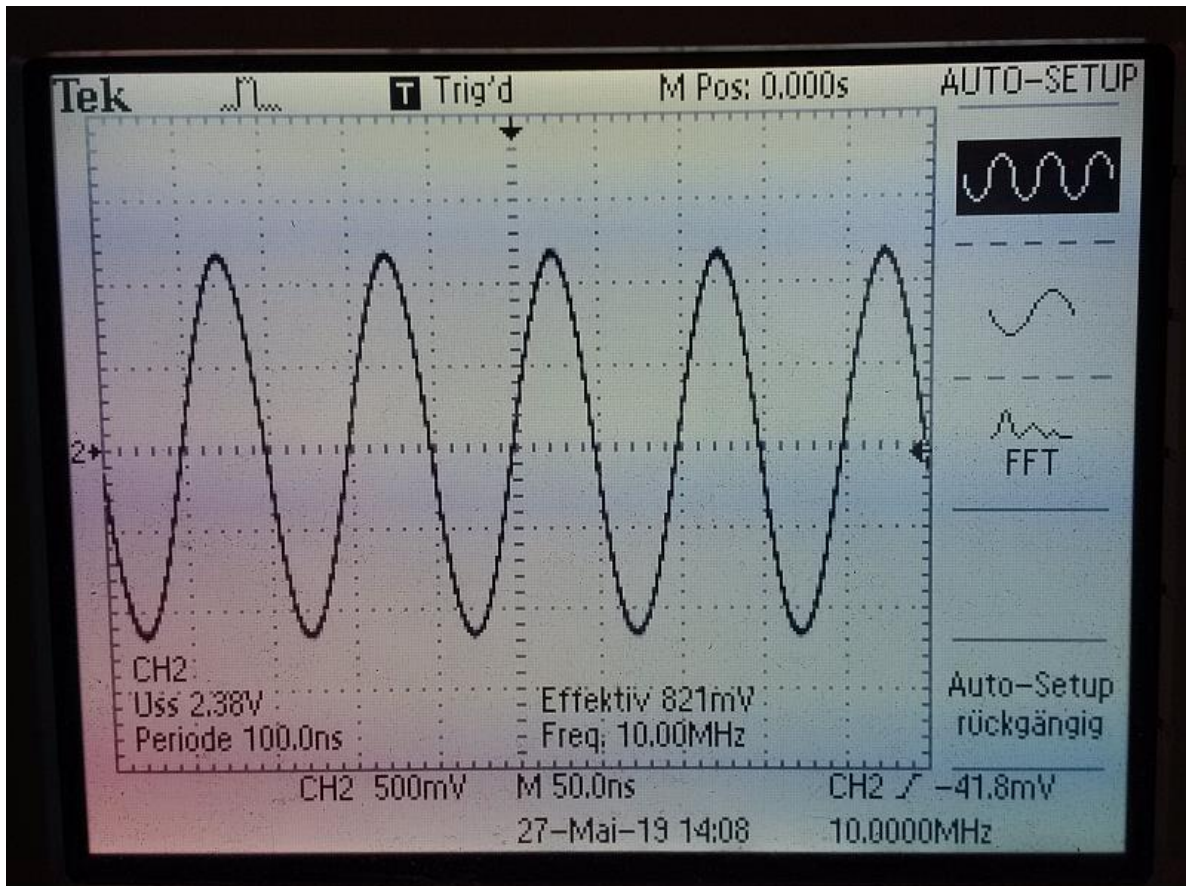 Tek T Trig'd M Pos: 0.000s AUTO-SETUP
2
FFT
CH2
Uss 2.38V Effektiv 821mV
Periode 100.0ns Freq. 10.00MHz
Auto-Setup
rückgängig
CH2 500mV M 50.0ns CH2 -41.8mV
27-Mai-19 14:08 10.0000MHz